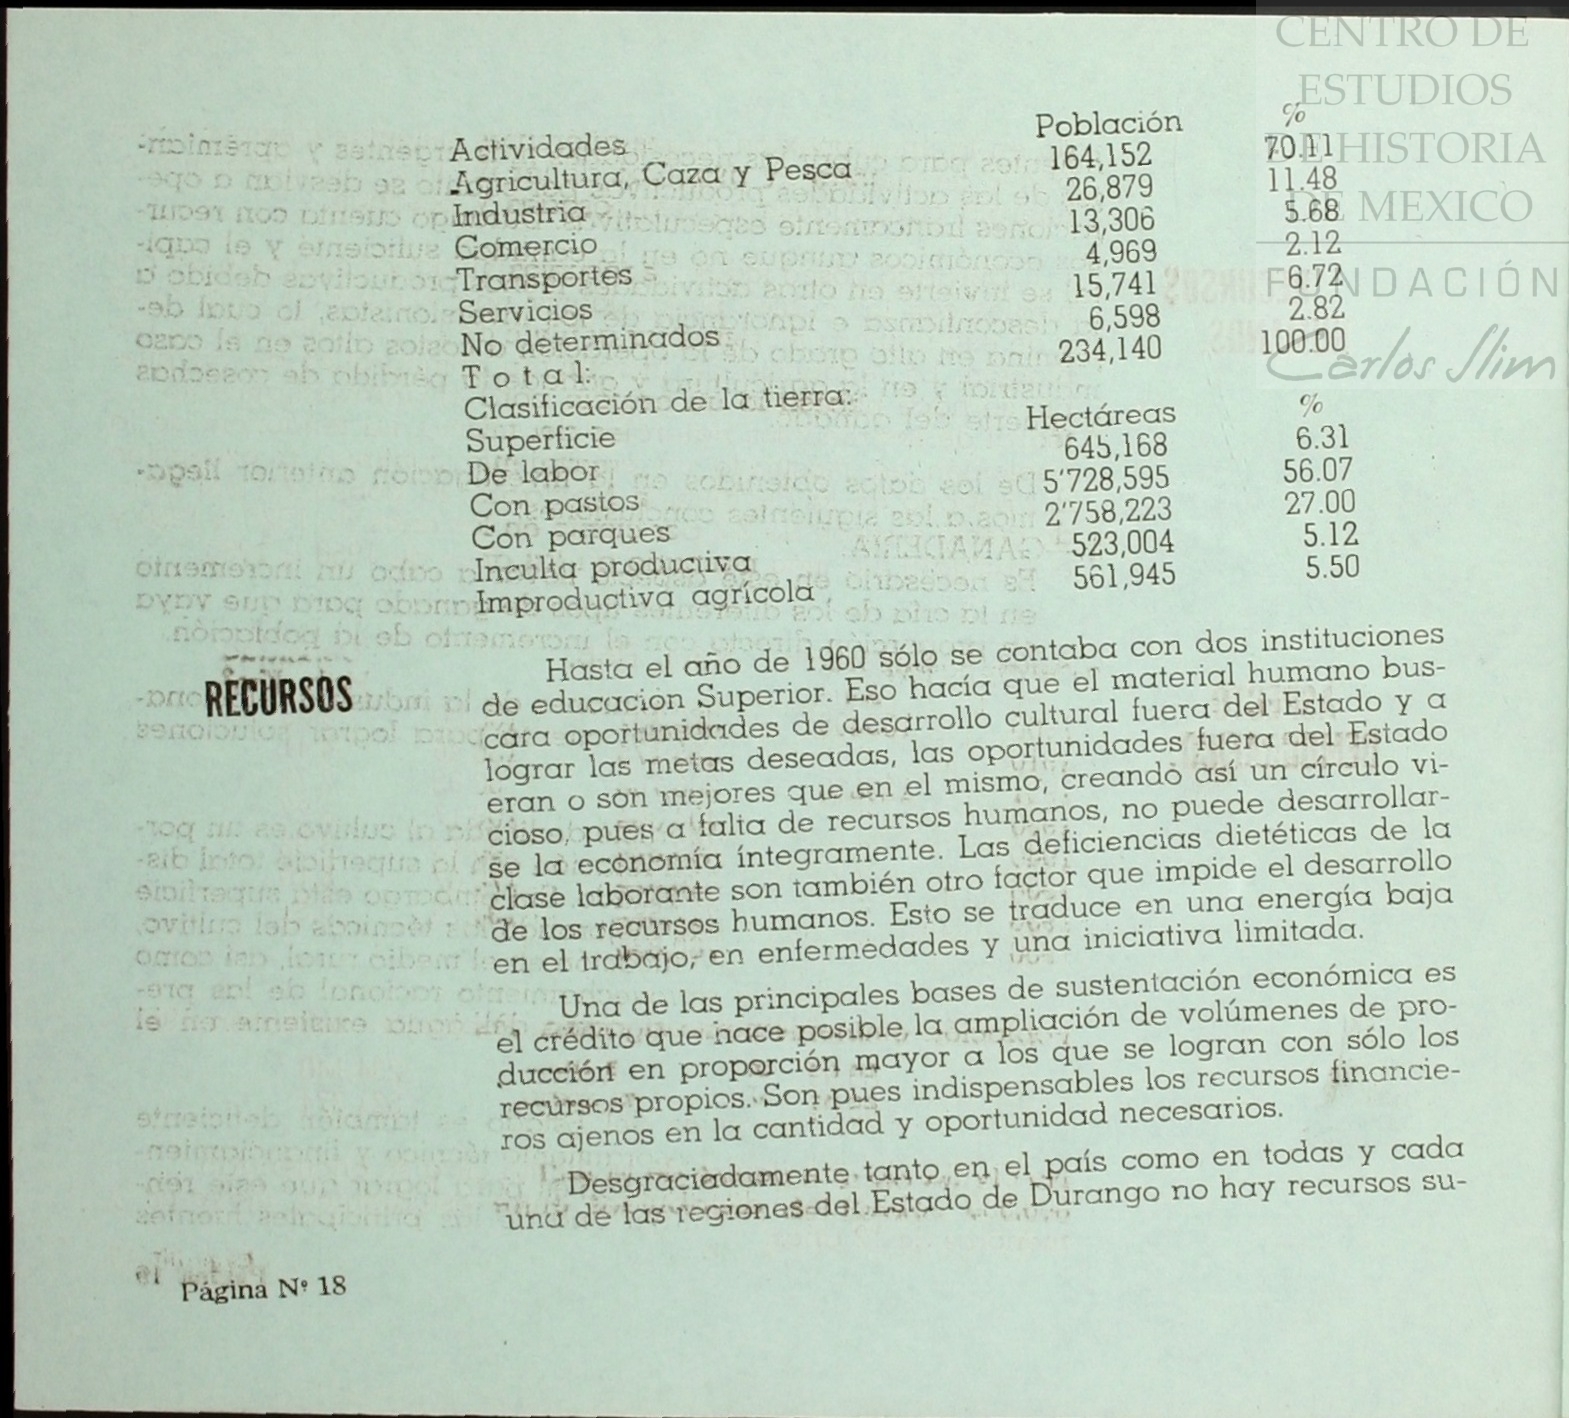 CENTRO DE
ESTUDIOS
DE HISTORIA
DE MEXICO
FUNDACIÓN
Carlos Slim
Población %
Actividades
Agricultura, Caza y Pesca 164,152 70.11
Industria 26,879 11.48
Comercio 13,306 5.68
Transportes 4,969 2.12
Servicios 15,741 6.72
No determinados 6,598 2.82
T o t a l: 234,140 100.00
Clasificación de la tierra:
Superficie Hectáreas %
De labor 645,168 6.31
Con pastos 5'728,595 56.07
Con parques 2'758,223 27.00
Inculta productiva 523,004 5.12
Improductiva agrícola 561,945 5.50
RECURSOS
Hasta el año de 1960 sólo se contaba con dos instituciones
de educación Superior. Eso hacía que el material humano bus-
cara oportunidades de desarrollo cultural fuera del Estado y a
lograr las metas deseadas, las oportunidades fuera del Estado
eran o son mejores que en el mismo, creando así un círculo vi-
cioso, pues a falta de recursos humanos, no puede desarrollar-
se la economía íntegramente. Las deficiencias dietéticas de la
clase laborante son también otro factor que impide el desarrollo
de los recursos humanos. Esto se traduce en una energía baja
en el trabajo, en enfermedades y una iniciativa limitada.
Una de las principales bases de sustentación económica es
el crédito que hace posible la ampliación de volúmenes de pro-
ducción en proporción mayor a los que se logran con sólo los
recursos propios. Son pues indispensables los recursos financie-
ros ajenos en la cantidad y oportunidad necesarios.
Desgraciadamente tanto en el país como en todas y cada
una de las regiones del Estado de Durango no hay recursos su-
Página Nº 18